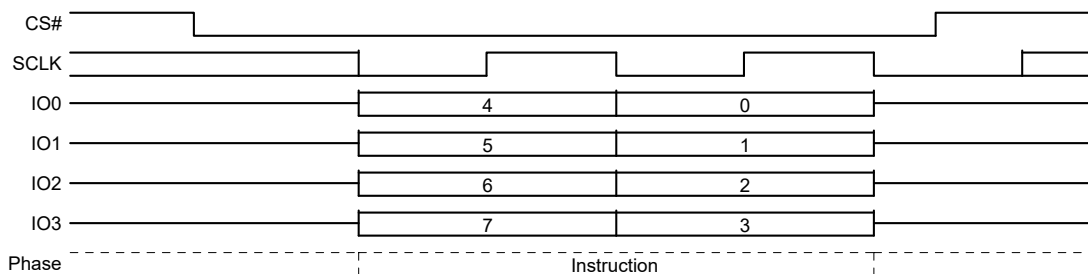 CS#
SCLK
IO0 4 0
IO1 5 1
IO2 6 2
IO3 7 3
Phase Instruction